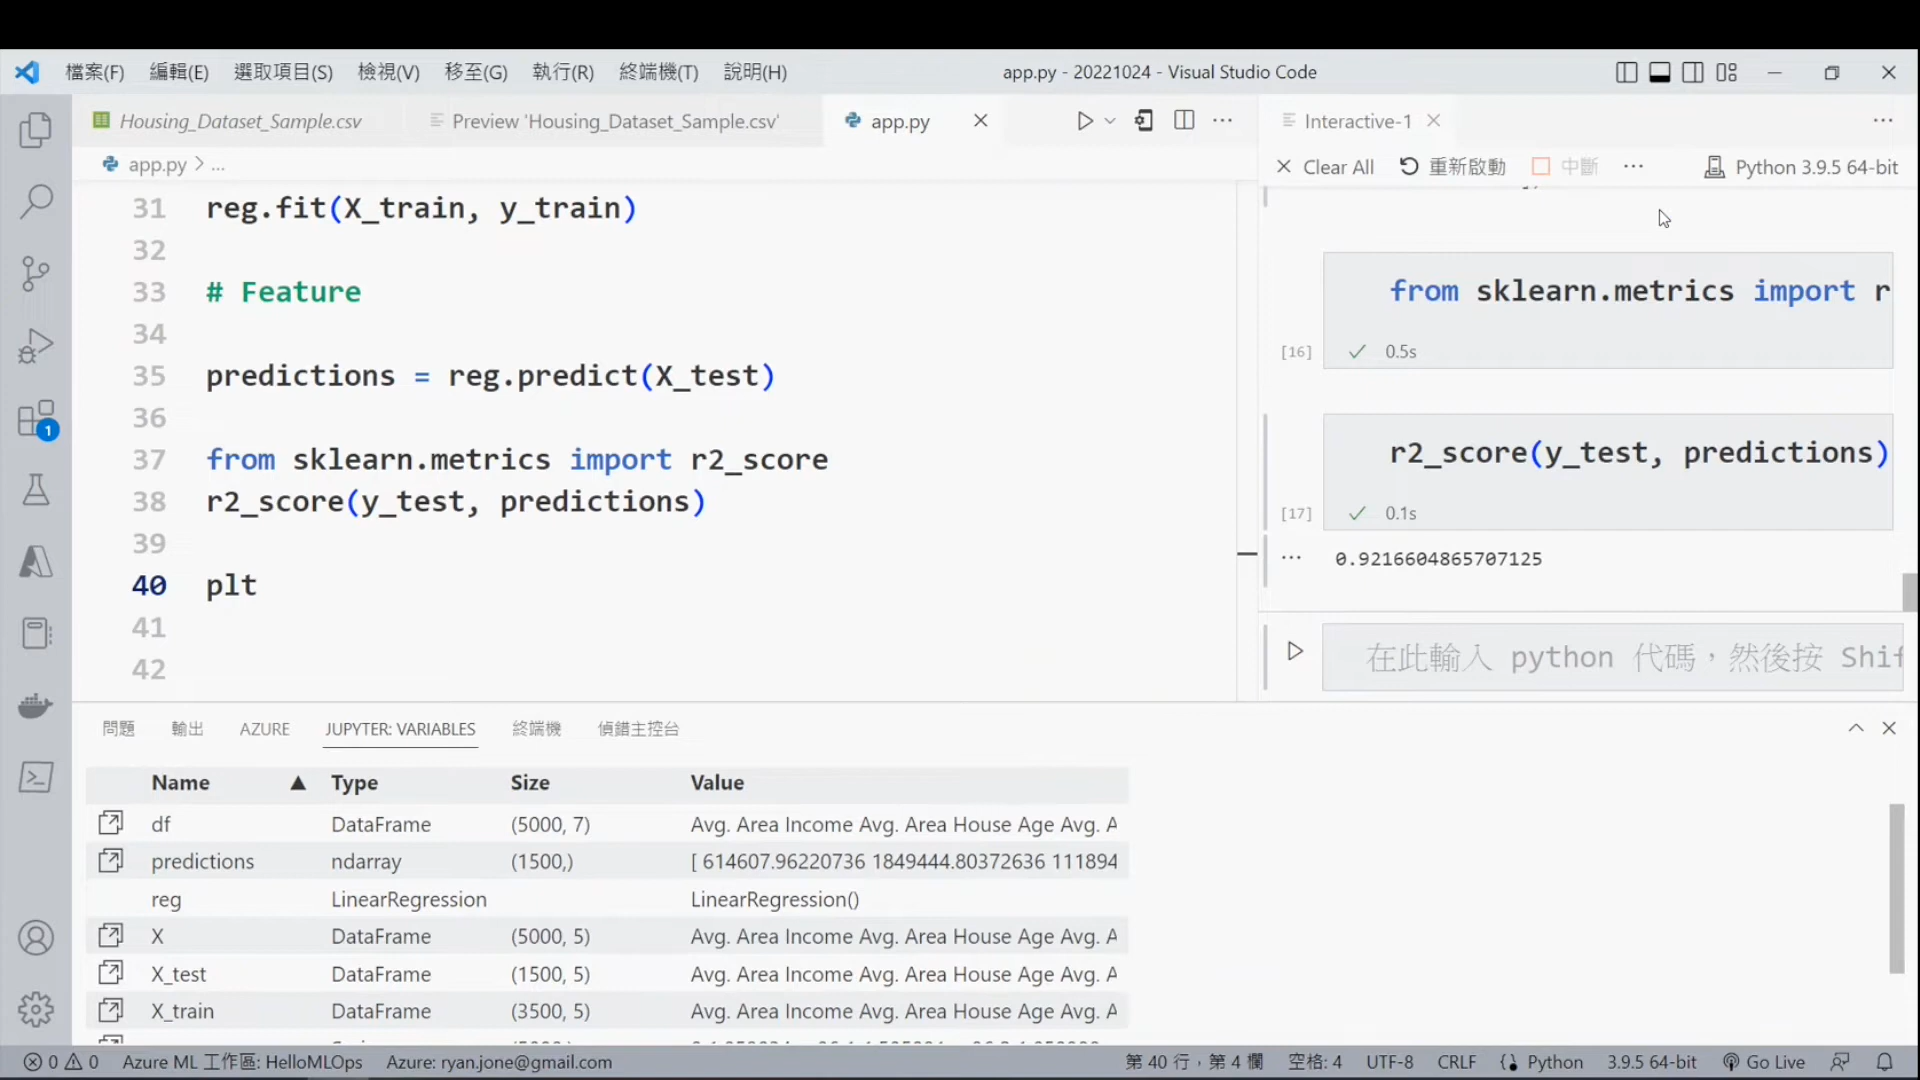 檔案(F) 編輯(E) 選取項目(S) 檢視(V) 移至(G) 執行(R) 終端機(T) 說明(H) app.py - 20221024 - Visual Studio Code
Housing_Dataset_Sample.csv Preview 'Housing_Dataset_Sample.csv' app.py Interactive-1
app.py > ...
Clear All 重新啟動 中斷 ... Python 3.9.5 64-bit
31 reg.fit(X_train, y_train)
32
33 # Feature
34
35 predictions = reg.predict(X_test)
36
37 from sklearn.metrics import r2_score
38 r2_score(y_test, predictions)
39
40 plt
41
42
from sklearn.metrics import r
[16] 0.5s
r2_score(y_test, predictions)
[17] 0.1s
... 0.9216604865707125
在此輸入 python 代碼，然後按 Shif
1
問題 輸出 AZURE JUPYTER: VARIABLES 終端機 偵錯主控台
Name Type Size Value
df DataFrame (5000, 7) Avg. Area Income Avg. Area House Age Avg. A
predictions ndarray (1500,) [ 614607.96220736 1849444.80372636 111894
reg LinearRegression LinearRegression()
X DataFrame (5000, 5) Avg. Area Income Avg. Area House Age Avg. A
X_test DataFrame (1500, 5) Avg. Area Income Avg. Area House Age Avg. A
X_train DataFrame (3500, 5) Avg. Area Income Avg. Area House Age Avg. A
0 0 Azure ML 工作區: HelloMLOps Azure: ryan.jone@gmail.com 第 40 行，第 4 欄 空格: 4 UTF-8 CRLF Python 3.9.5 64-bit Go Live